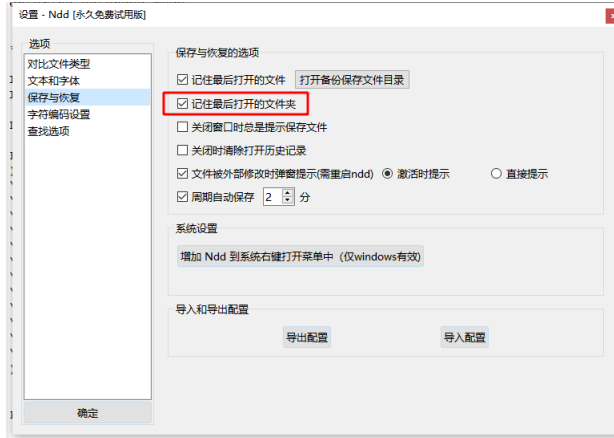 设置 - Ndd [永久免费试用版]
选项
对比文件类型
文本和字体
保存与恢复
字符编码设置
查找选项
确定
保存与恢复的选项
记住最后打开的文件 打开备份保存文件目录
记住最后打开的文件夹
关闭窗口时总是提示保存文件
关闭时清除打开历史记录
文件被外部修改时弹窗提示(需重启ndd) 激活时提示 直接提示
周期自动保存 2 分
系统设置
增加 Ndd 到系统右键打开菜单中（仅windows有效)
导入和导出配置
导出配置 导入配置